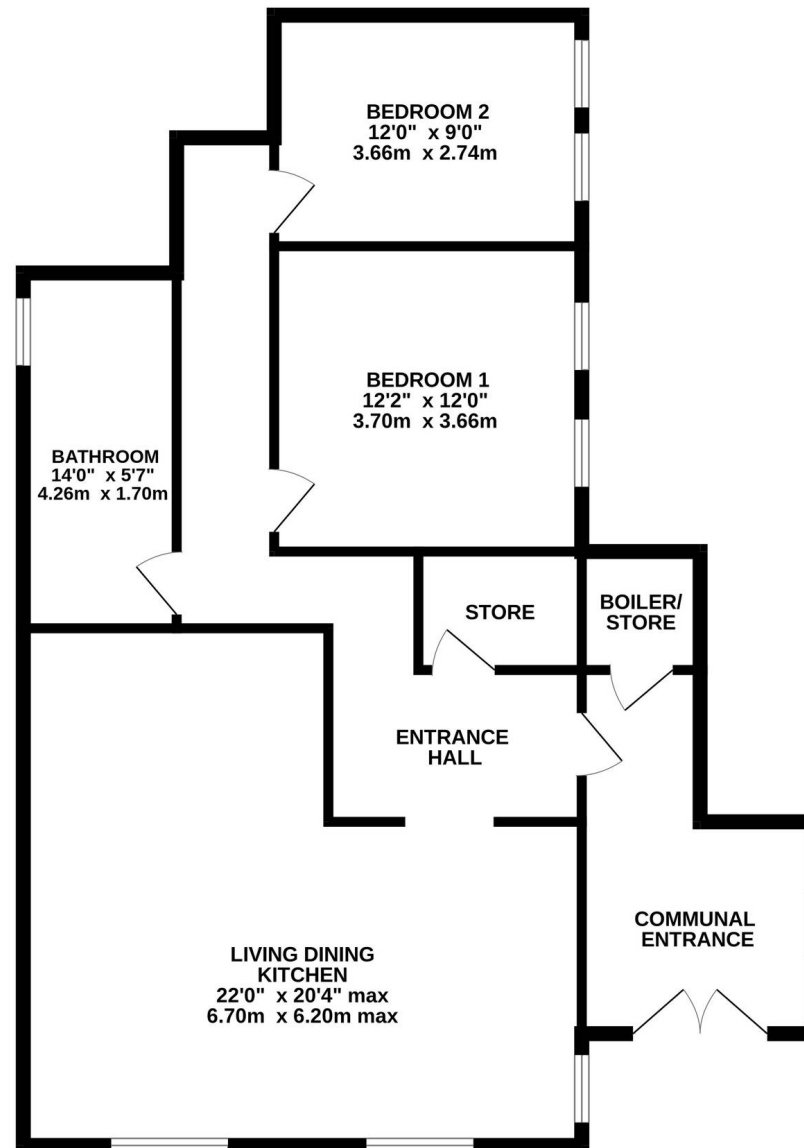 BEDROOM 2
12'0" x 9'0"
3.66m x 2.74m
BEDROOM 1
12'2" x 12'0"
3.70m x 3.66m
BATHROOM
14'0" x 5'7"
4.26m x 1.70m
STORE
BOILER/
STORE
ENTRANCE
HALL
COMMUNAL
ENTRANCE
LIVING DINING
KITCHEN
22'0" x 20'4" max
6.70m x 6.20m max